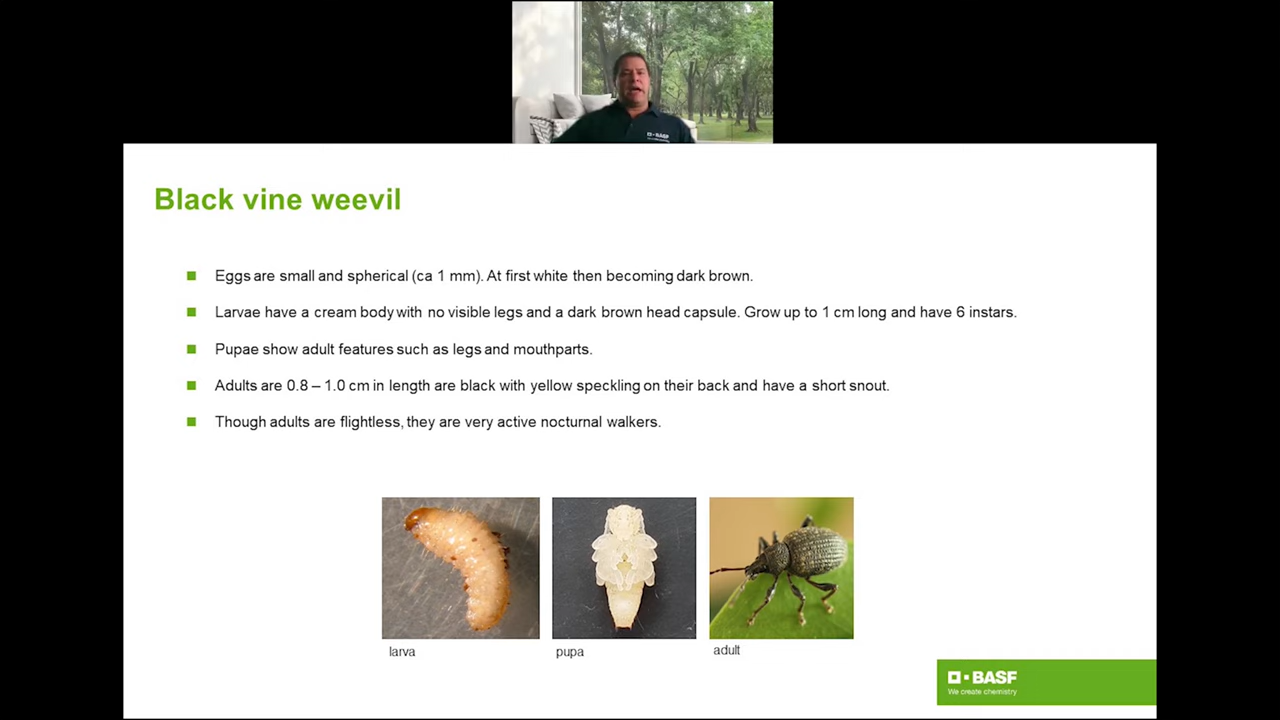 BASF
Black vine weevil
Eggs are small and spherical (ca 1 mm). At first white then becoming dark brown.
Larvae have a cream body with no visible legs and a dark brown head capsule. Grow up to 1 cm long and have 6 instars.
Pupae show adult features such as legs and mouthparts.
Adults are 0.8 – 1.0 cm in length are black with yellow speckling on their back and have a short snout.
Though adults are flightless, they are very active nocturnal walkers.
larva
pupa
adult
BASF
We create chemistry